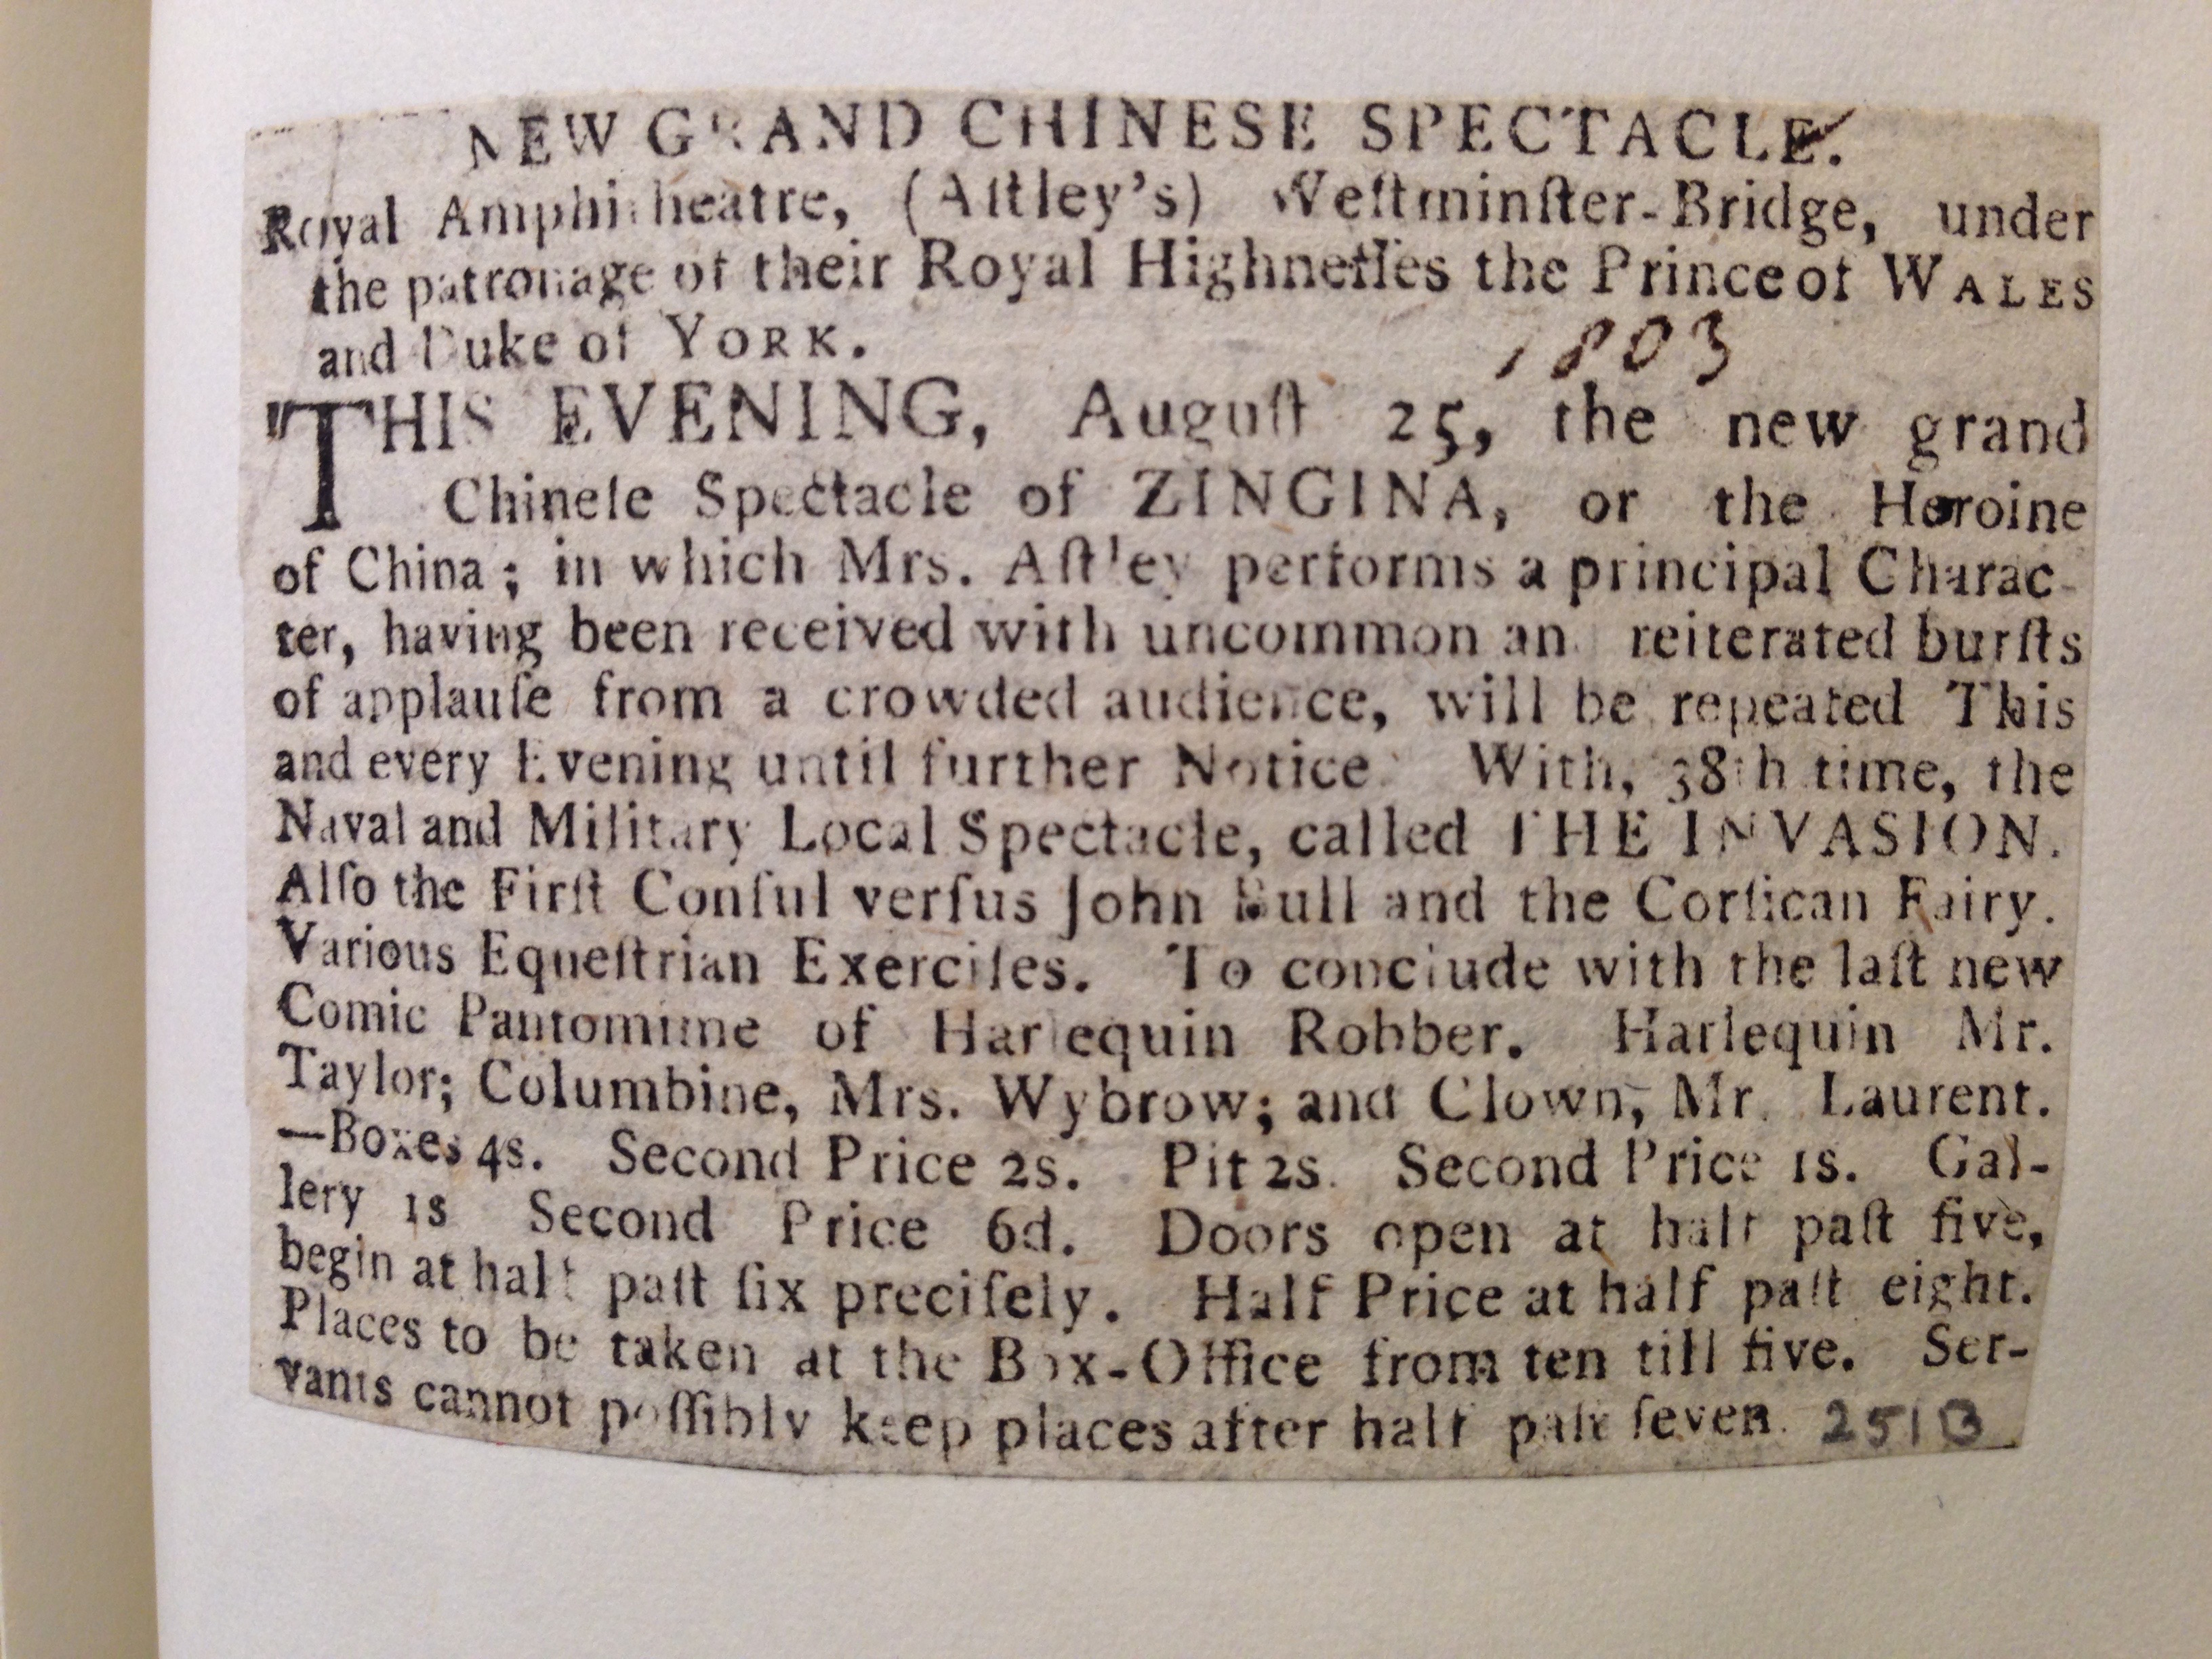 NEW GRAND CHINESE SPECTACLE.
Royal Amphitheatre, (Aſtley's) Weſtminſter-Bridge, under
the patronage of their Royal Highneſſes the Prince of WALES
and Duke of YORK.
1803
THIS EVENING, Auguſt 25, the new grand
Chineſe Spectacle of ZINGINA, or the Heroine
of China; in which Mrs. Aſtley performs a principal Charac-
ter, having been received with uncommon and reiterated burſts
of applauſe from a crowded audience, will be repeated This
and every Evening until further Notice. With, 38th time, the
Naval and Military Local Spectacle, called THE INVASION.
Alſo the Firſt Conſul verſus John Bull and the Corſican Fairy.
Various Equeſtrian Exerciſes. To conclude with the laſt new
Comic Pantomime of Harlequin Robber. Harlequin Mr.
Taylor; Columbine, Mrs. Wybrow; and Clown, Mr. Laurent.
—Boxes 4s. Second Price 2s. Pit 2s. Second Price 1s. Gal-
lery 1s Second Price 6d. Doors open at half paſt five,
begin at half paſt ſix preciſely. Half Price at half paſt eight.
Places to be taken at the Box-Office from ten till five. Ser-
vants cannot poſſibly keep places after half paſt ſeven. 2513